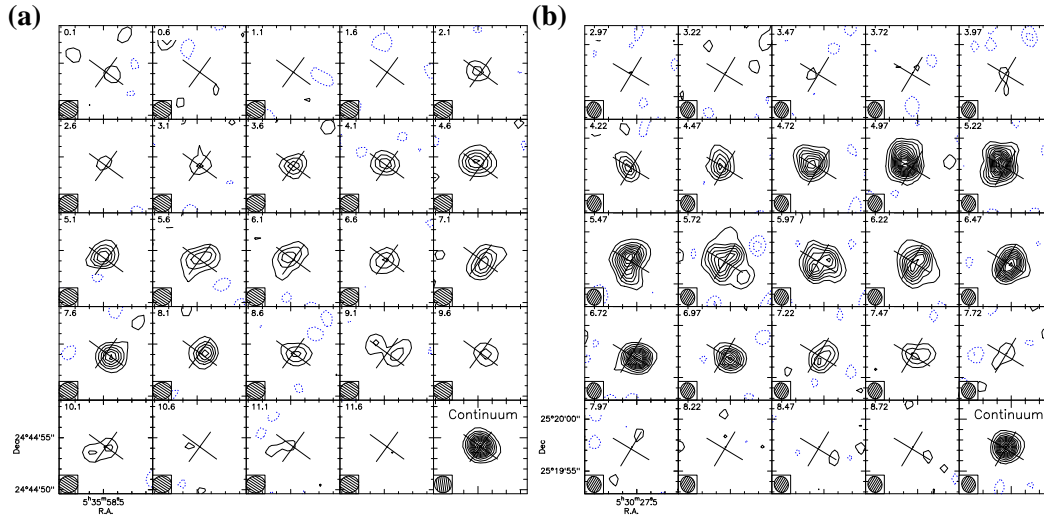 (a) (b)
0.1 0.6 1.1 1.6 2.1 2.97 3.22 3.47 3.72 3.97
2.6 3.1 3.6 4.1 4.6 4.22 4.47 4.72 4.97 5.22
5.1 5.6 6.1 6.6 7.1 5.47 5.72 5.97 6.22 6.47
7.6 8.1 8.6 9.1 9.6 6.72 6.97 7.22 7.47 7.72
10.1 10.6 11.1 11.6 Continuum 7.97 8.22 8.47 8.72 Continuum
24°44'55" 25°20'00"
Dec Dec
24°44'50" 25°19'55"
5ʰ35ᵐ58ˢ.5 5ʰ30ᵐ27ˢ.5
R.A. R.A.